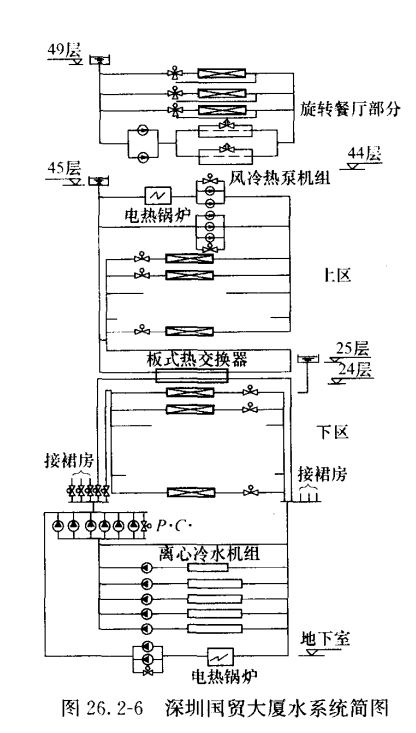 49层
旋转餐厅部分
44层
45层
风冷热泵机组
电热锅炉
上区
板式热交换器
25层
24层
下区
接裙房
接裙房
P·C·
离心冷水机组
地下室
电热锅炉
图 26.2-6 深圳国贸大厦水系统简图